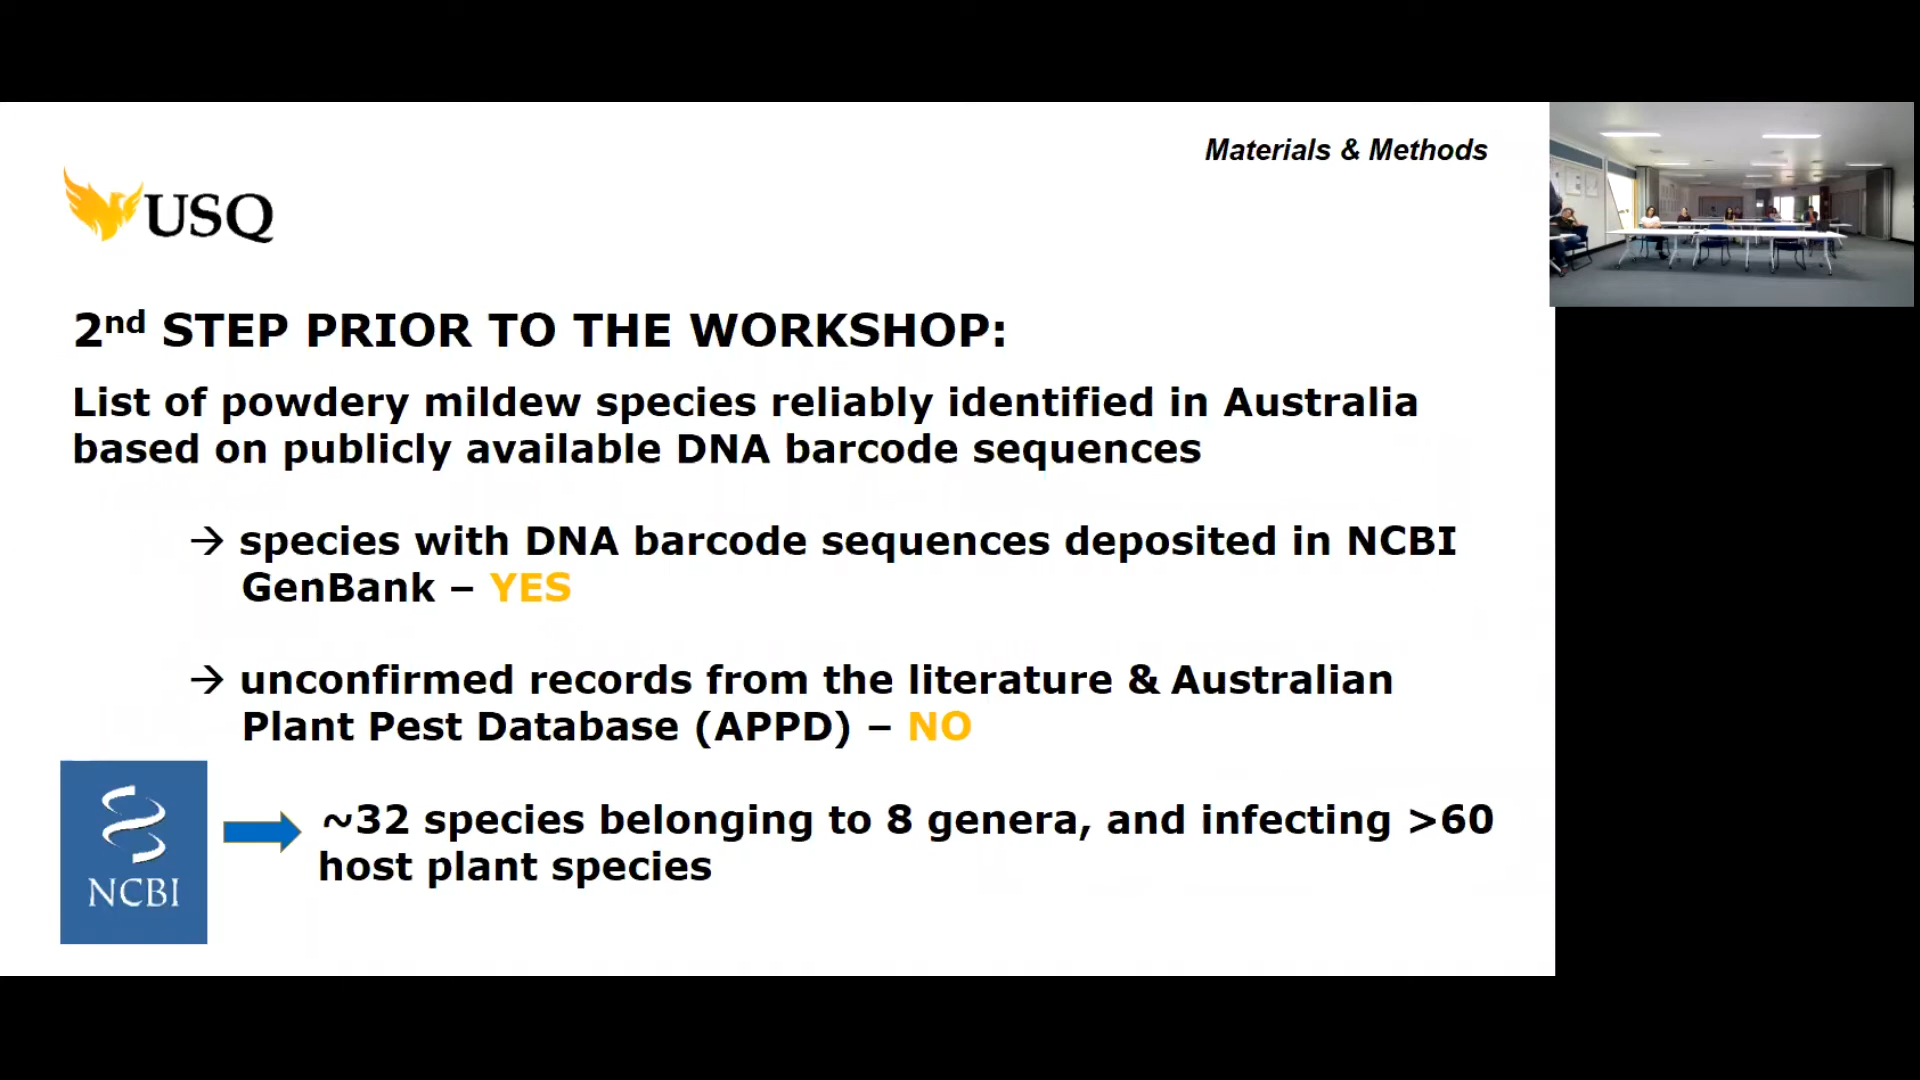 Materials & Methods
USQ
2nd STEP PRIOR TO THE WORKSHOP:
List of powdery mildew species reliably identified in Australia
based on publicly available DNA barcode sequences
→ species with DNA barcode sequences deposited in NCBI
GenBank – YES
→ unconfirmed records from the literature & Australian
Plant Pest Database (APPD) – NO
~32 species belonging to 8 genera, and infecting >60
host plant species
NCBI